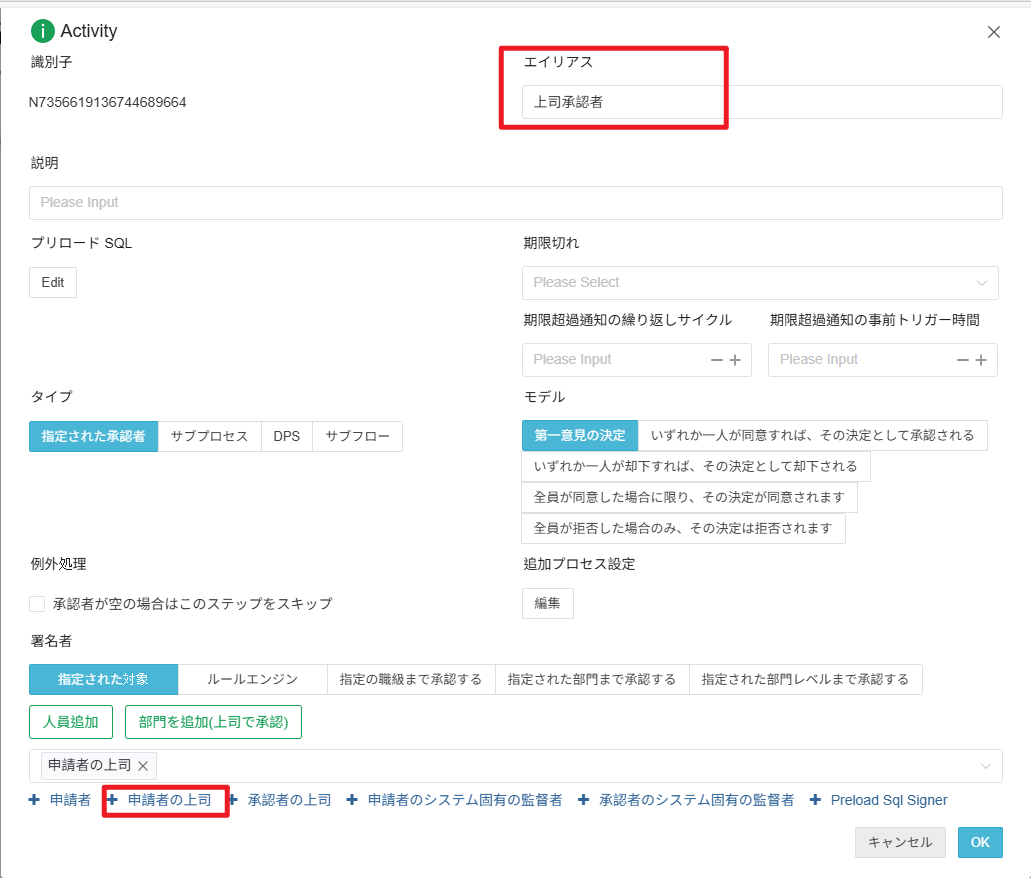 Activity
識別子
エイリアス
N7356619136744689664
上司承認者
説明
Please Input
プリロード SQL
期限切れ
Edit
Please Select
期限超過通知の繰り返しサイクル
期限超過通知の事前トリガー時間
Please Input
Please Input
タイプ
モデル
指定された承認者 サブプロセス DPS サブフロー
第一意見の決定 いずれか一人が同意すれば、その決定として承認される
いずれか一人が却下すれば、その決定として却下される
全員が同意した場合に限り、その決定が同意されます
全員が拒否した場合のみ、その決定は拒否されます
例外処理
追加プロセス設定
承認者が空の場合はこのステップをスキップ
編集
署名者
指定された対象 ルールエンジン 指定の職級まで承認する 指定された部門まで承認する 指定された部門レベルまで承認する
人員追加 部門を追加(上司で承認)
申請者の上司
申請者 申請者の上司 承認者の上司 申請者のシステム固有の監督者 承認者のシステム固有の監督者 Preload Sql Signer
キャンセル OK